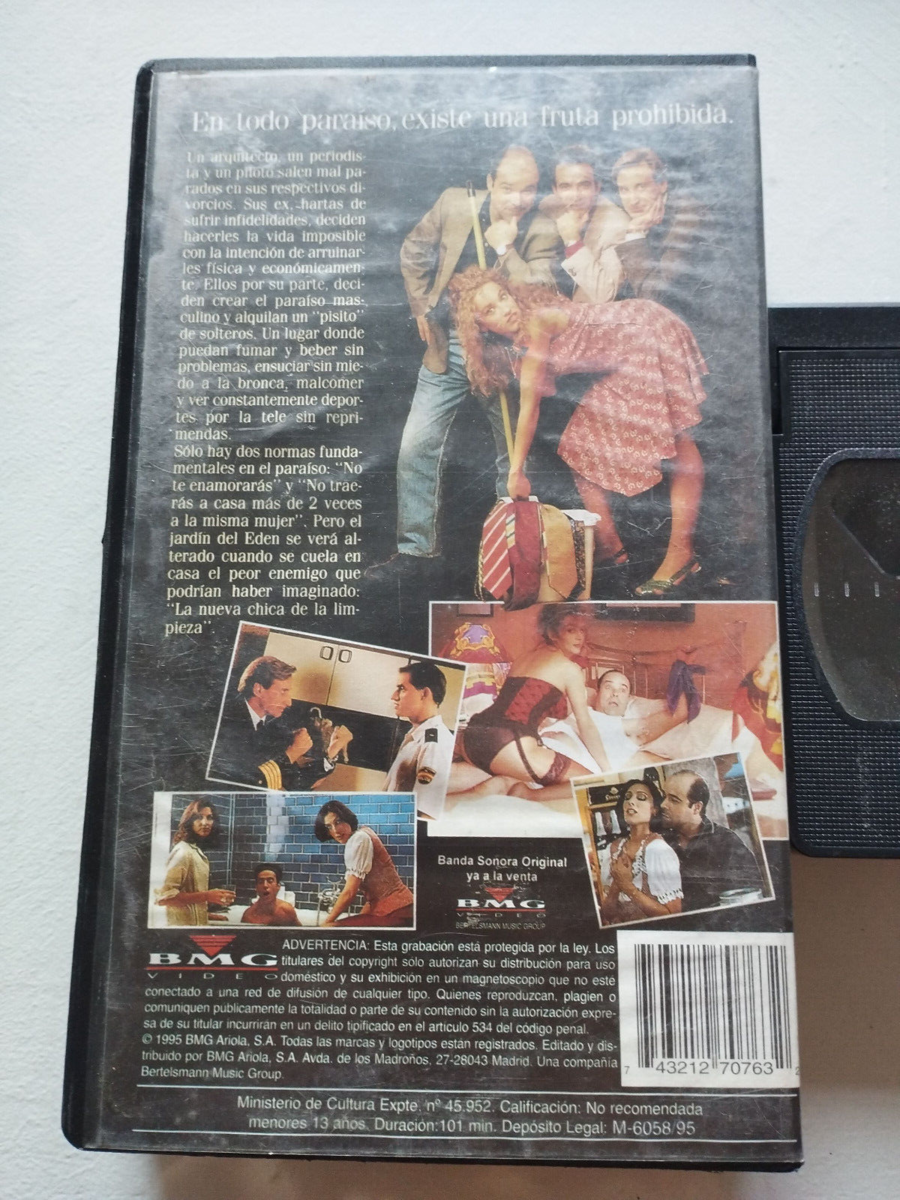 En todo paraíso, existe una fruta prohibida.
Un arquitecto, un periodis-
ta y un piloto salen mal pa-
rados en sus respectivos di-
vorcios. Sus ex, hartas de
sufrir infidelidades, deciden
hacerles la vida imposible
con la intención de arruinar-
les física y económicamen-
te. Ellos por su parte, deci-
den crear el paraíso mas-
culino y alquilan un "pisito"
de solteros. Un lugar donde
puedan fumar y beber sin
problemas, ensuciar sin mie-
do a la bronca, malcomer
y ver constantemente depor-
tes por la tele sin repri-
mendas.
Sólo hay dos normas funda-
mentales en el paraíso: "No
te enamorarás" y "No trae-
rás a casa más de 2 veces
a la misma mujer". Pero el
jardín del Eden se verá al-
terado cuando se cuela en
casa el peor enemigo que
podrían haber imaginado:
"La nueva chica de la lim-
pieza".
Banda Sonora Original
ya a la venta
BMG
VIDEO
BERTELSMANN MUSIC GROUP
BMG
VIDEO
ADVERTENCIA: Esta grabación está protegida por la ley. Los
titulares del copyright sólo autorizan su distribución para uso
doméstico y su exhibición en un magnetoscopio que no esté
conectado a una red de difusión de cualquier tipo. Quienes reproduzcan, plagien o
comuniquen publicamente la totalidad o parte de su contenido sin la autorización expre-
sa de su titular incurrirán en un delito tipificado en el articulo 534 del código penal.
© 1995 BMG Ariola, S.A. Todas las marcas y logotipos están registrados. Editado y dis-
tribuido por BMG Ariola, S.A. Avda. de los Madroños, 27-28043 Madrid. Una compañía
Bertelsmann Music Group.
7 43212 70763 2
Ministerio de Cultura Expte. nº 45.952. Calificación: No recomendada
menores 13 años. Duración:101 min. Depósito Legal: M-6058/95